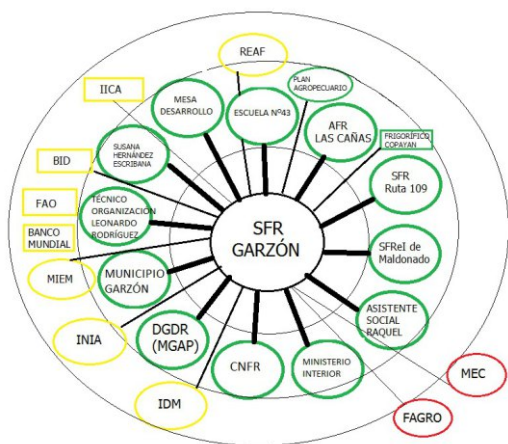 REAF
IICA
PLAN
AGROPECUARIO
MESA
DESARROLLO
ESCUELA Nº43
AFR
LAS CAÑAS
FRIGORÍFICO
COPAYAN
SUSANA
HERNÁNDEZ
ESCRIBANA
BID
SFR
Ruta 109
FAO
TÉCNICO
ORGANIZACIÓN
LEONARDO
RODRÍGUEZ
SFR
GARZÓN
BANCO
MUNDIAL
SFReI de
Maldonado
MIEM
MUNICIPIO
GARZÓN
ASISTENTE
SOCIAL
RAQUEL
INIA
DGDR
(MGAP)
CNFR
MINISTERIO
INTERIOR
MEC
IDM
FAGRO